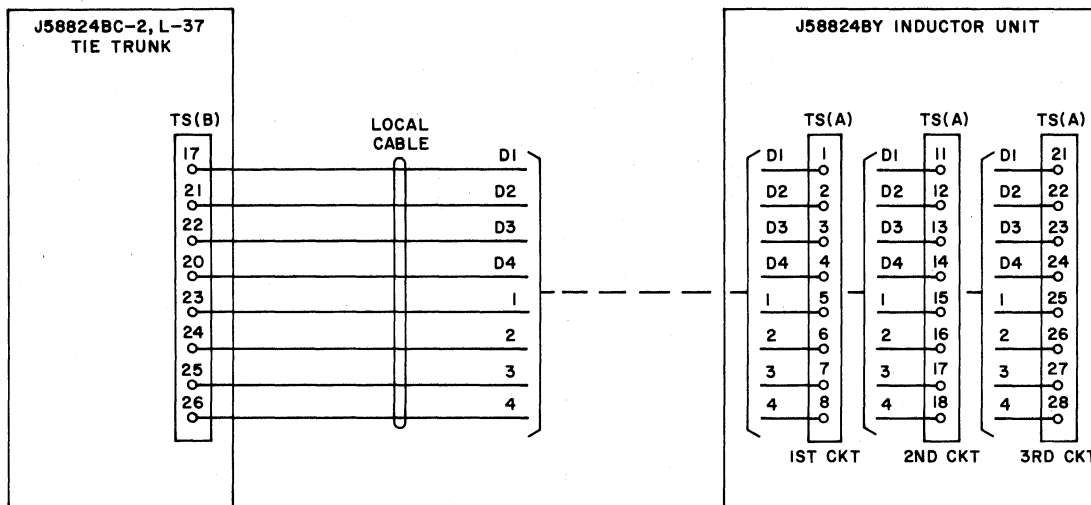 J58824BC-2, L-37
TIE TRUNK
TS(B)
LOCAL
CABLE
17 D1
21 D2
22 D3
20 D4
23 1
24 2
25 3
26 4
J58824BY INDUCTOR UNIT
TS(A) TS(A) TS(A)
D1 1 D1 11 D1 21
D2 2 D2 12 D2 22
D3 3 D3 13 D3 23
D4 4 D4 14 D4 24
1 5 1 15 1 25
2 6 2 16 2 26
3 7 3 17 3 27
4 8 4 18 4 28
1ST CKT 2ND CKT 3RD CKT